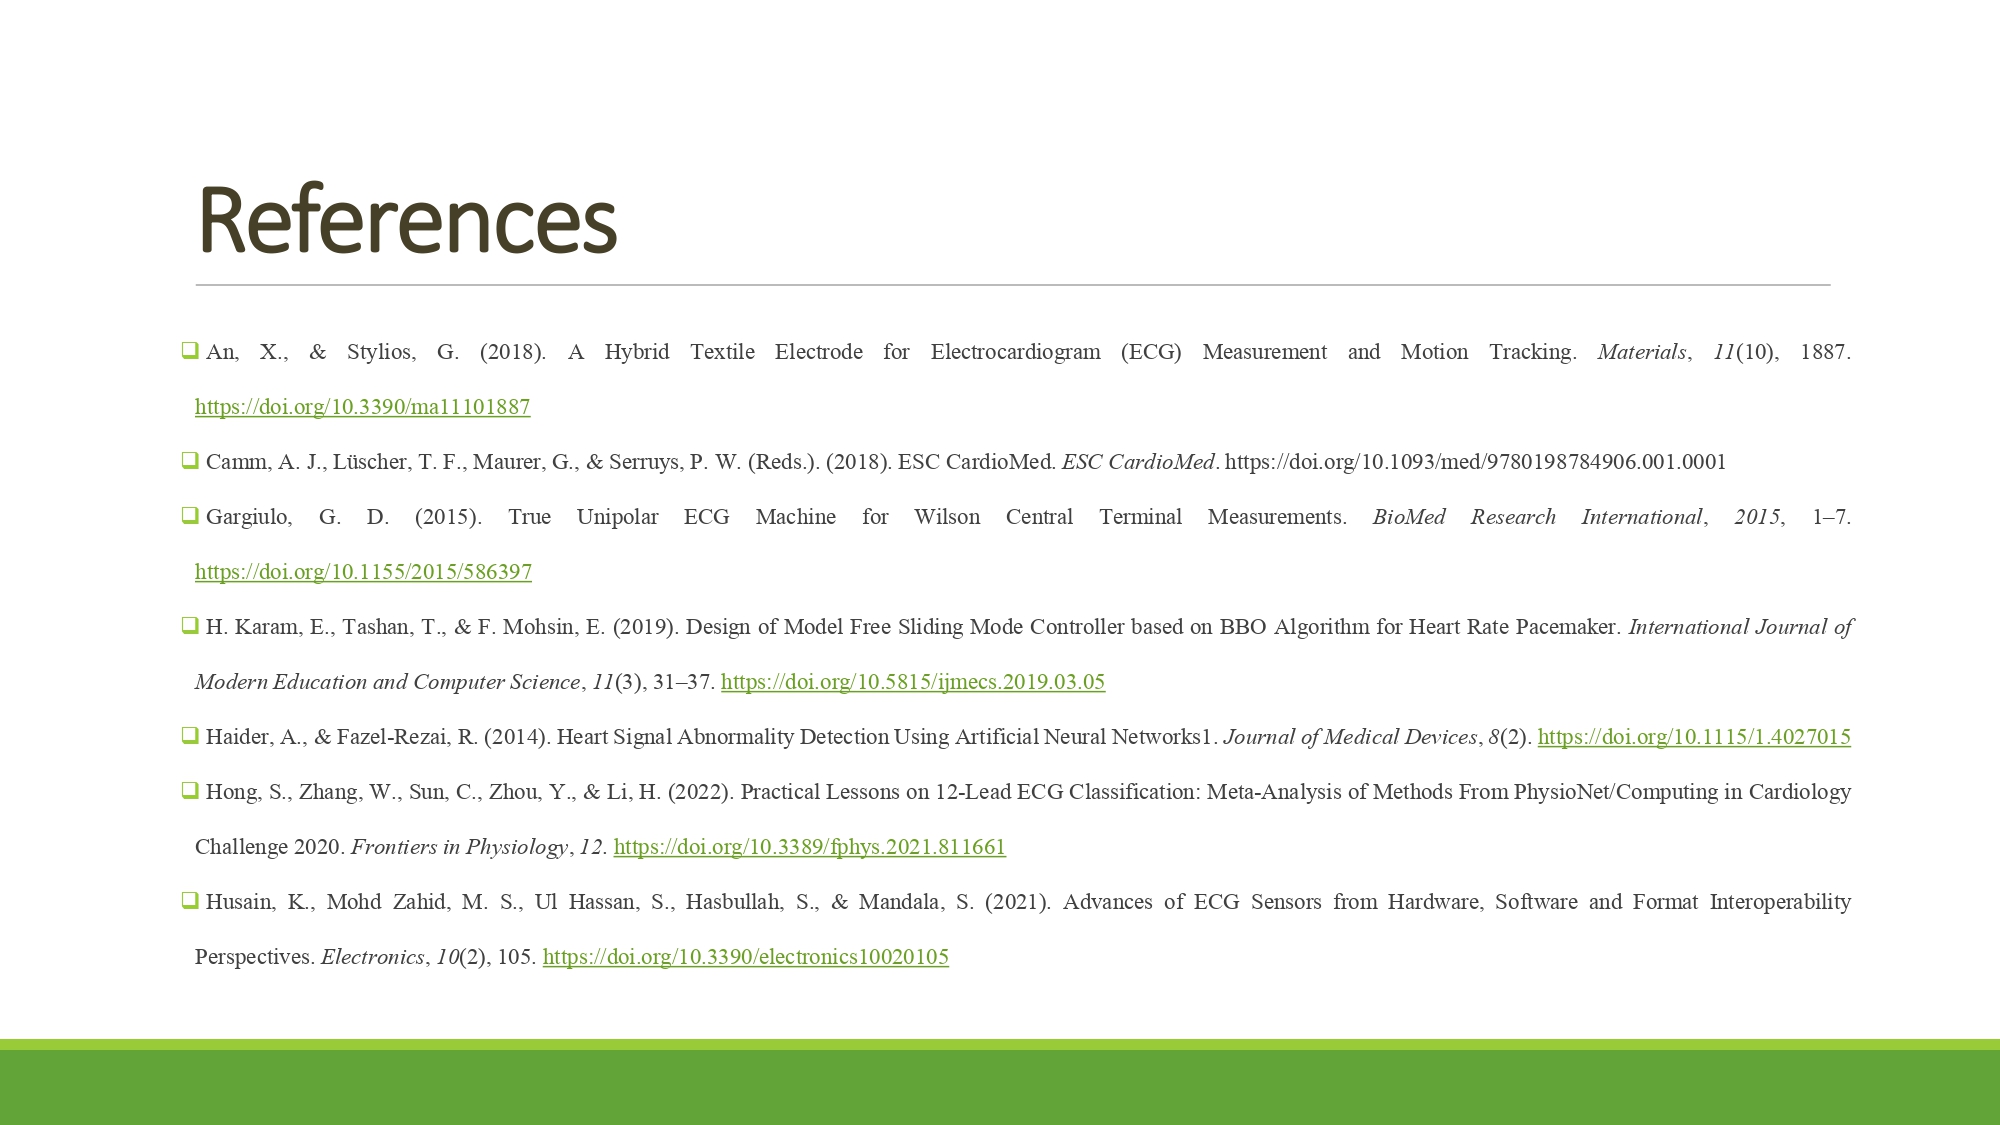 References
An, X., & Stylios, G. (2018). A Hybrid Textile Electrode for Electrocardiogram (ECG) Measurement and Motion Tracking. Materials, 11(10), 1887.
https://doi.org/10.3390/ma11101887
Camm, A. J., Lüscher, T. F., Maurer, G., & Serruys, P. W. (Reds.). (2018). ESC CardioMed. ESC CardioMed. https://doi.org/10.1093/med/9780198784906.001.0001
Gargiulo, G. D. (2015). True Unipolar ECG Machine for Wilson Central Terminal Measurements. BioMed Research International, 2015, 1–7.
https://doi.org/10.1155/2015/586397
H. Karam, E., Tashan, T., & F. Mohsin, E. (2019). Design of Model Free Sliding Mode Controller based on BBO Algorithm for Heart Rate Pacemaker. International Journal of
Modern Education and Computer Science, 11(3), 31–37. https://doi.org/10.5815/ijmecs.2019.03.05
Haider, A., & Fazel-Rezai, R. (2014). Heart Signal Abnormality Detection Using Artificial Neural Networks1. Journal of Medical Devices, 8(2). https://doi.org/10.1115/1.4027015
Hong, S., Zhang, W., Sun, C., Zhou, Y., & Li, H. (2022). Practical Lessons on 12-Lead ECG Classification: Meta-Analysis of Methods From PhysioNet/Computing in Cardiology
Challenge 2020. Frontiers in Physiology, 12. https://doi.org/10.3389/fphys.2021.811661
Husain, K., Mohd Zahid, M. S., Ul Hassan, S., Hasbullah, S., & Mandala, S. (2021). Advances of ECG Sensors from Hardware, Software and Format Interoperability
Perspectives. Electronics, 10(2), 105. https://doi.org/10.3390/electronics10020105